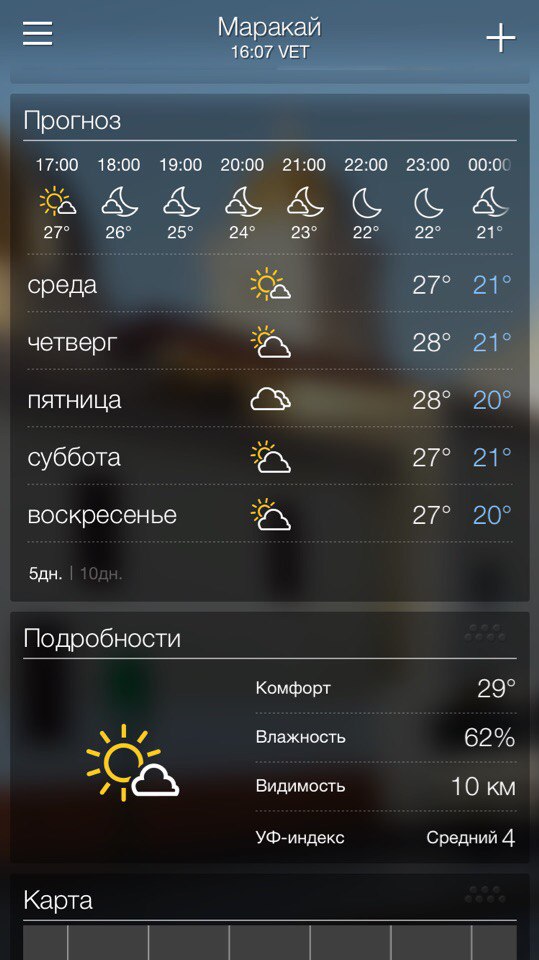 Маракай
16:07 VET
Прогноз
17:00 18:00 19:00 20:00 21:00 22:00 23:00 00:00
27° 26° 25° 24° 23° 22° 22° 21°
среда 27° 21°
четверг 28° 21°
пятница 28° 20°
суббота 27° 21°
воскресенье 27° 20°
5дн. | 10дн.
Подробности
Комфорт 29°
Влажность 62%
Видимость 10 км
УФ-индекс Средний 4
Карта